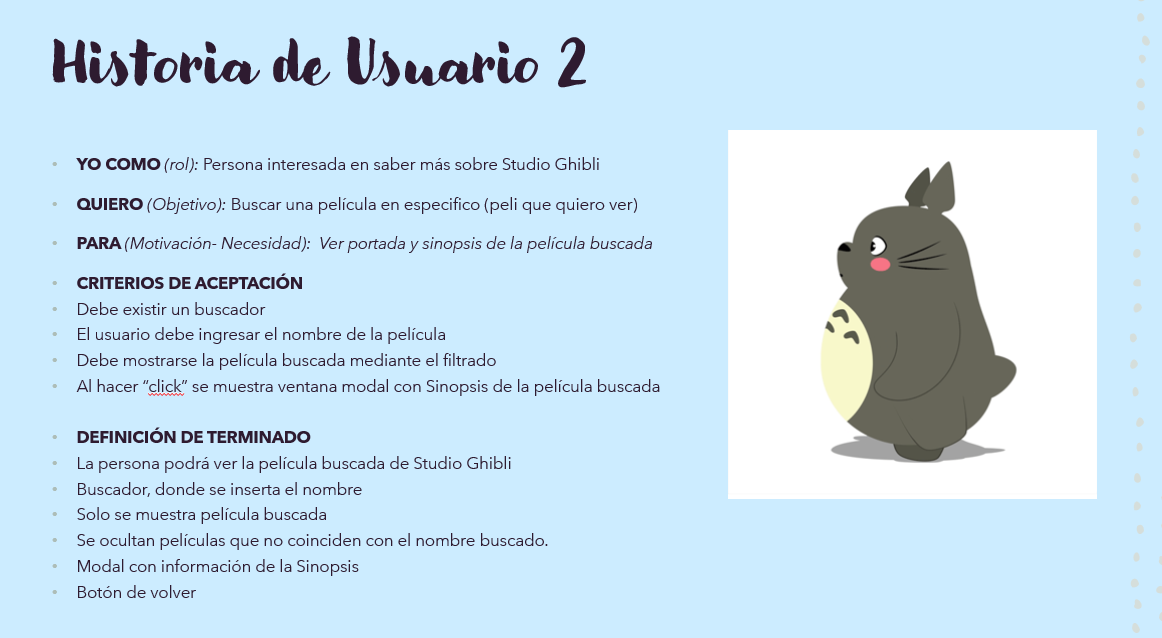 Historia de Usuario 2
YO COMO (rol): Persona interesada en saber más sobre Studio Ghibli
QUIERO (Objetivo): Buscar una película en especifico (peli que quiero ver)
PARA (Motivación- Necesidad): Ver portada y sinopsis de la película buscada
CRITERIOS DE ACEPTACIÓN
Debe existir un buscador
El usuario debe ingresar el nombre de la película
Debe mostrarse la película buscada mediante el filtrado
Al hacer “click” se muestra ventana modal con Sinopsis de la película buscada
DEFINICIÓN DE TERMINADO
La persona podrá ver la película buscada de Studio Ghibli
Buscador, donde se inserta el nombre
Solo se muestra película buscada
Se ocultan películas que no coinciden con el nombre buscado.
Modal con información de la Sinopsis
Botón de volver